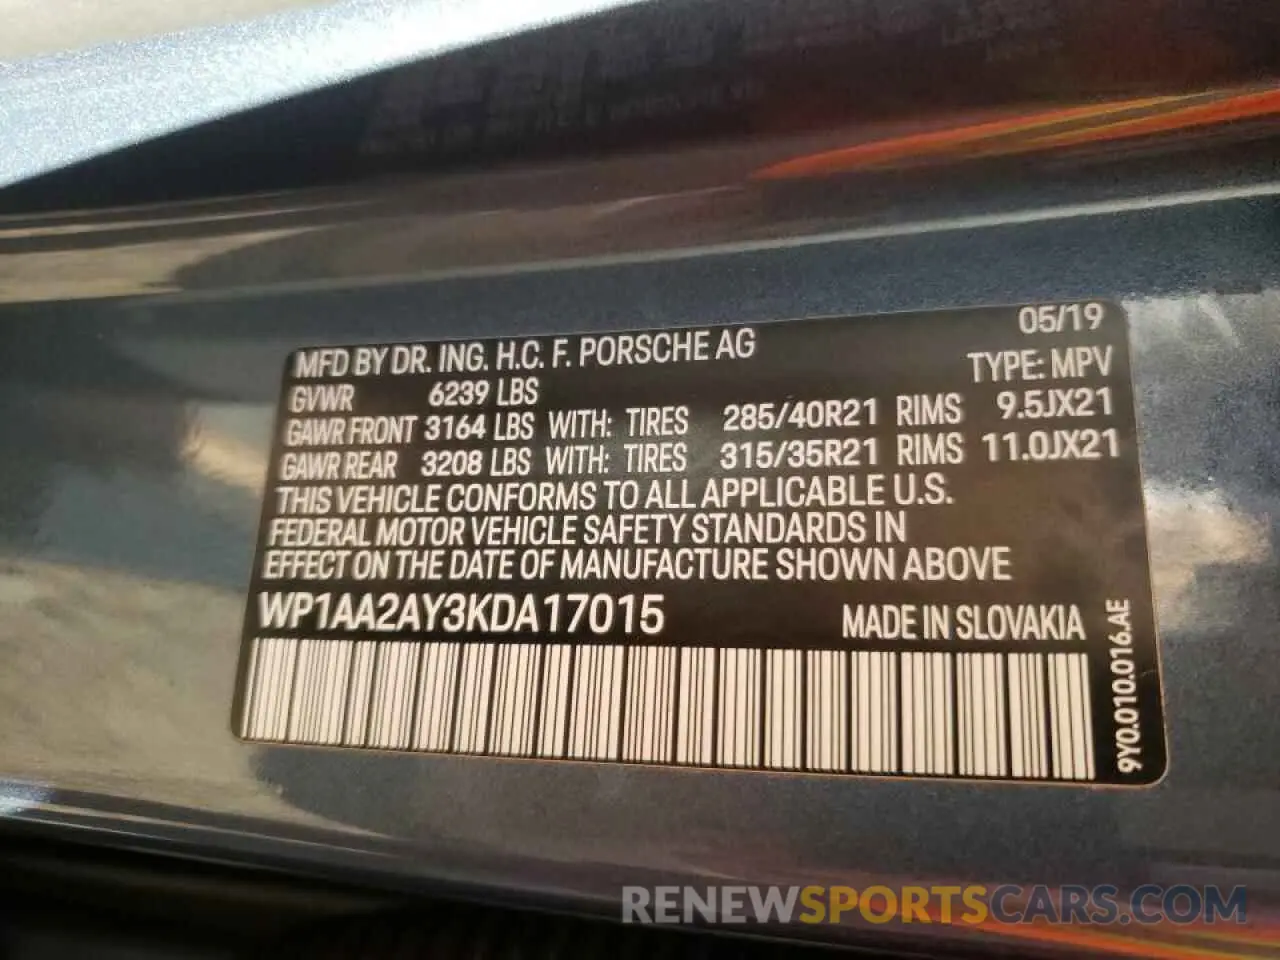 05/19
MFD BY DR. ING. H.C. F. PORSCHE AG
TYPE: MPV
GVWR 6239 LBS
GAWR FRONT 3164 LBS WITH: TIRES 285/40R21 RIMS 9.5JX21
GAWR REAR 3208 LBS WITH: TIRES 315/35R21 RIMS 11.0JX21
THIS VEHICLE CONFORMS TO ALL APPLICABLE U.S.
FEDERAL MOTOR VEHICLE SAFETY STANDARDS IN
EFFECT ON THE DATE OF MANUFACTURE SHOWN ABOVE
WP1AA2AY3KDA17015 MADE IN SLOVAKIA
9Y0.010.016.AE
RENEWSPORTSCARS.COM